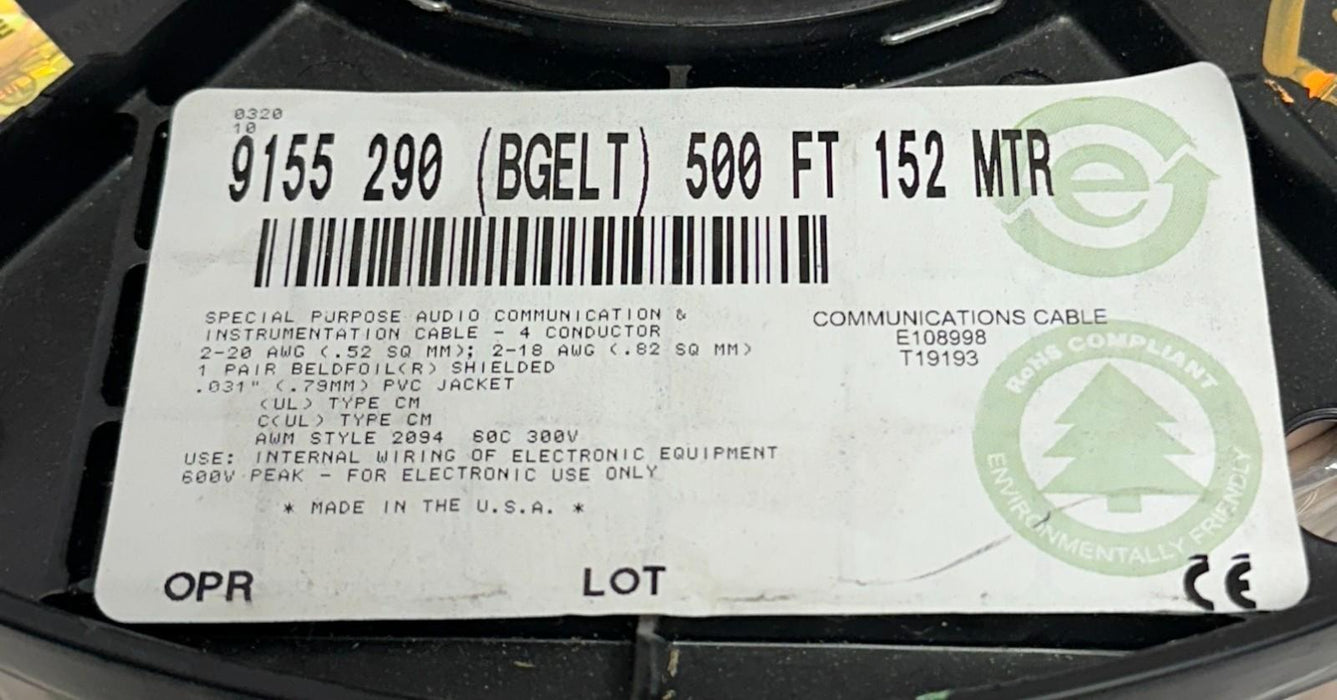 0320
10
9155 290 (BGELT) 500 FT 152 MTR
e
SPECIAL PURPOSE AUDIO COMMUNICATION &
INSTRUMENTATION CABLE - 4 CONDUCTOR
2-20 AWG (.52 SQ MM); 2-18 AWG (.82 SQ MM)
1 PAIR BELDFOIL(R) SHIELDED
.031" (.79MM) PVC JACKET
(UL) TYPE CM
C(UL) TYPE CM
AWM STYLE 2094 60C 300V
USE: INTERNAL WIRING OF ELECTRONIC EQUIPMENT
600V PEAK - FOR ELECTRONIC USE ONLY
* MADE IN THE U.S.A. *
COMMUNICATIONS CABLE
E108998
T19193
RoHS COMPLIANT
ENVIRONMENTALLY FRIENDLY
OPR
LOT
CE